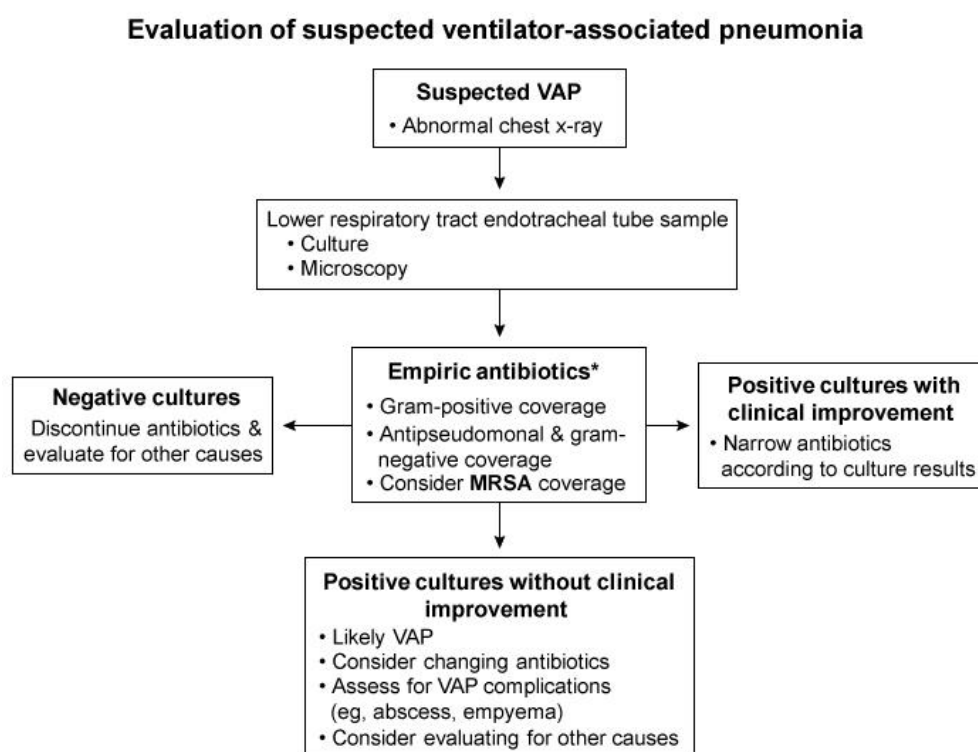 Evaluation of suspected ventilator-associated pneumonia
Suspected VAP
• Abnormal chest x-ray
Lower respiratory tract endotracheal tube sample
• Culture
• Microscopy
Empiric antibiotics*
• Gram-positive coverage
• Antipseudomonal & gram-
negative coverage
• Consider MRSA coverage
Negative cultures
Discontinue antibiotics &
evaluate for other causes
Positive cultures with
clinical improvement
• Narrow antibiotics
according to culture results
Positive cultures without clinical
improvement
• Likely VAP
• Consider changing antibiotics
• Assess for VAP complications
(eg, abscess, empyema)
• Consider evaluating for other causes